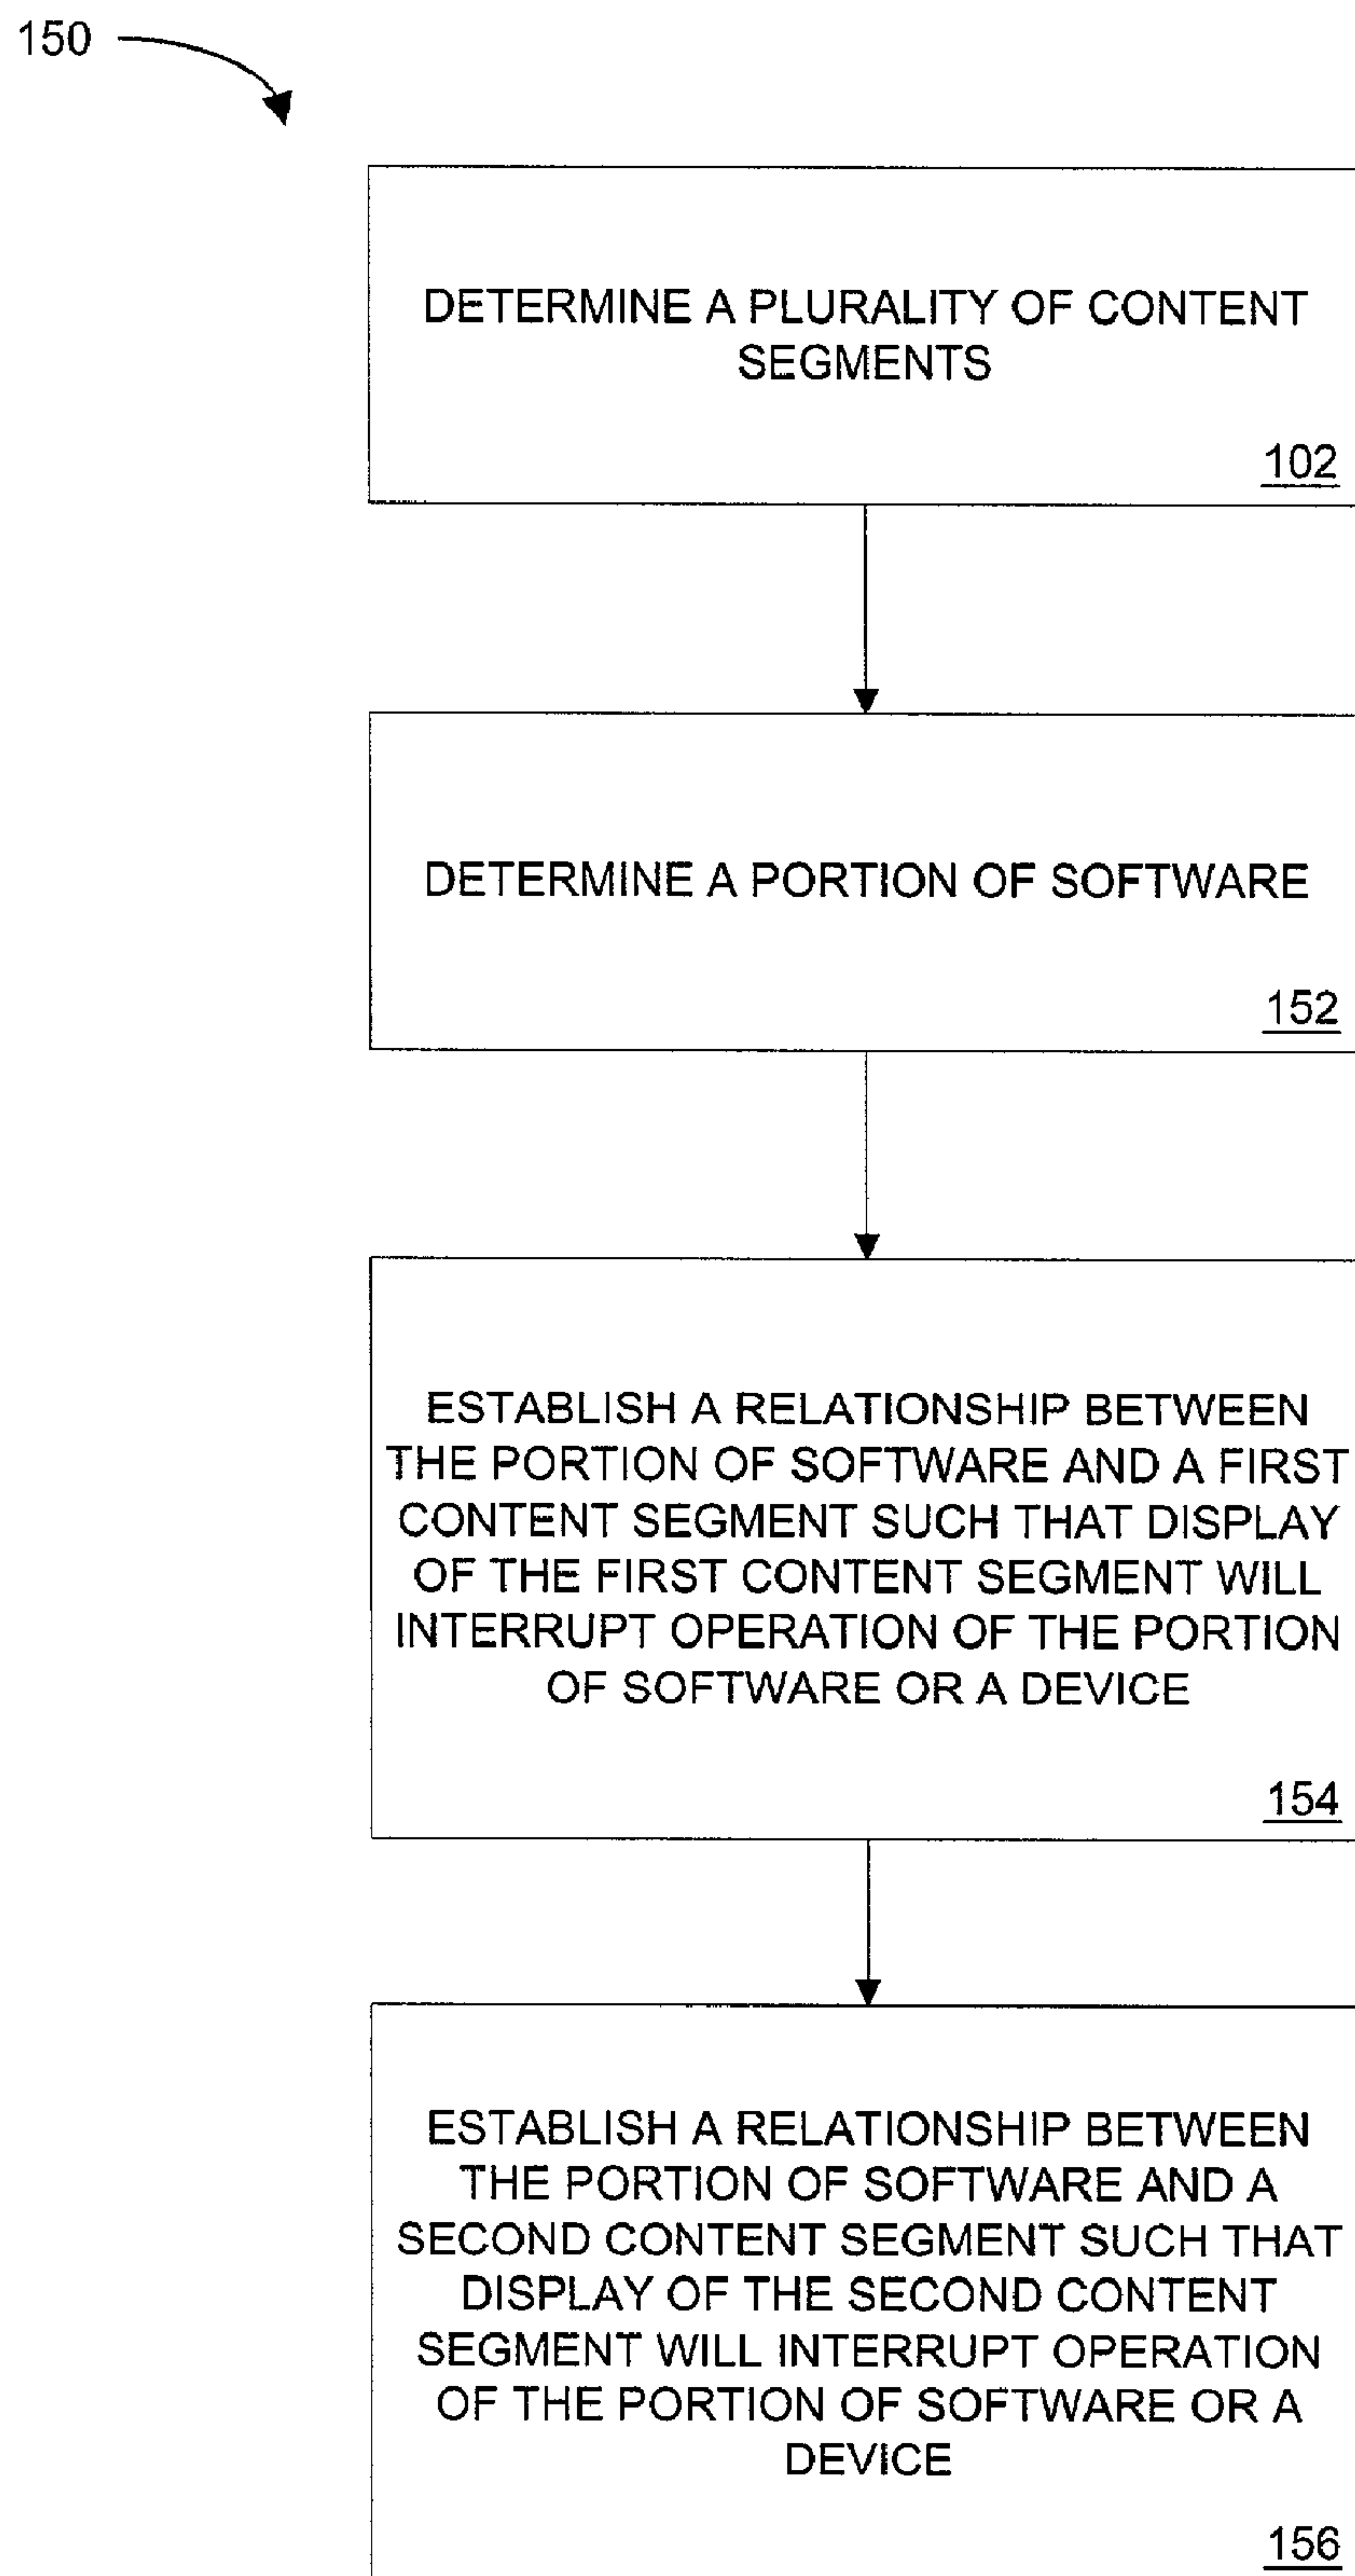 150
DETERMINE A PLURALITY OF CONTENT
SEGMENTS
102
DETERMINE A PORTION OF SOFTWARE
152
ESTABLISH A RELATIONSHIP BETWEEN
THE PORTION OF SOFTWARE AND A FIRST
CONTENT SEGMENT SUCH THAT DISPLAY
OF THE FIRST CONTENT SEGMENT WILL
INTERRUPT OPERATION OF THE PORTION
OF SOFTWARE OR A DEVICE
154
ESTABLISH A RELATIONSHIP BETWEEN
THE PORTION OF SOFTWARE AND A
SECOND CONTENT SEGMENT SUCH THAT
DISPLAY OF THE SECOND CONTENT
SEGMENT WILL INTERRUPT OPERATION
OF THE PORTION OF SOFTWARE OR A
DEVICE
156